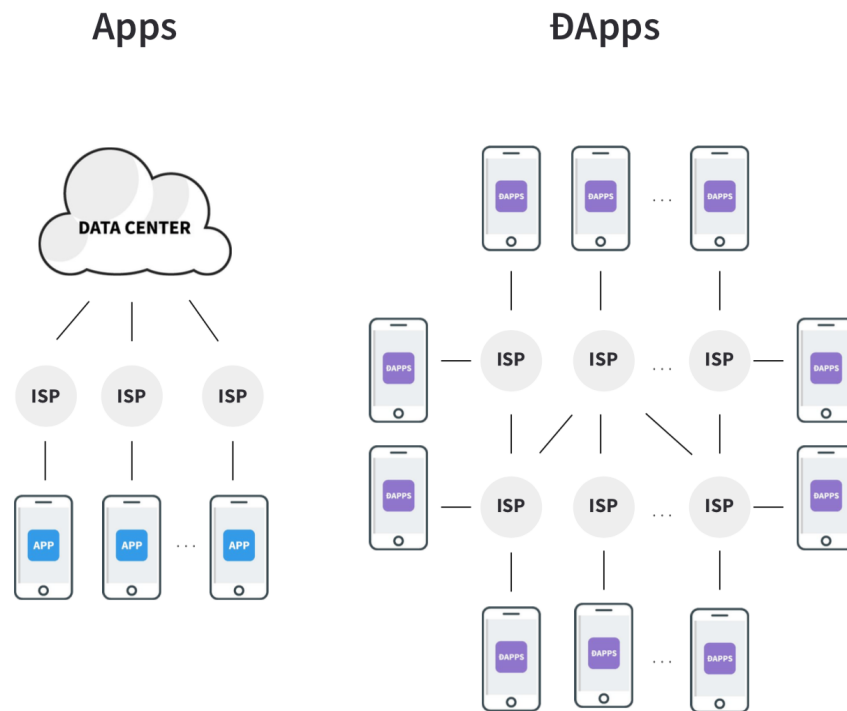 Apps
DATA CENTER
ISP ISP ISP
APP APP ... APP
ĐApps
ĐAPPS ĐAPPS ... ĐAPPS
ĐAPPS ISP ISP ... ISP ĐAPPS
ĐAPPS ISP ISP ... ISP ĐAPPS
ĐAPPS ĐAPPS ... ĐAPPS